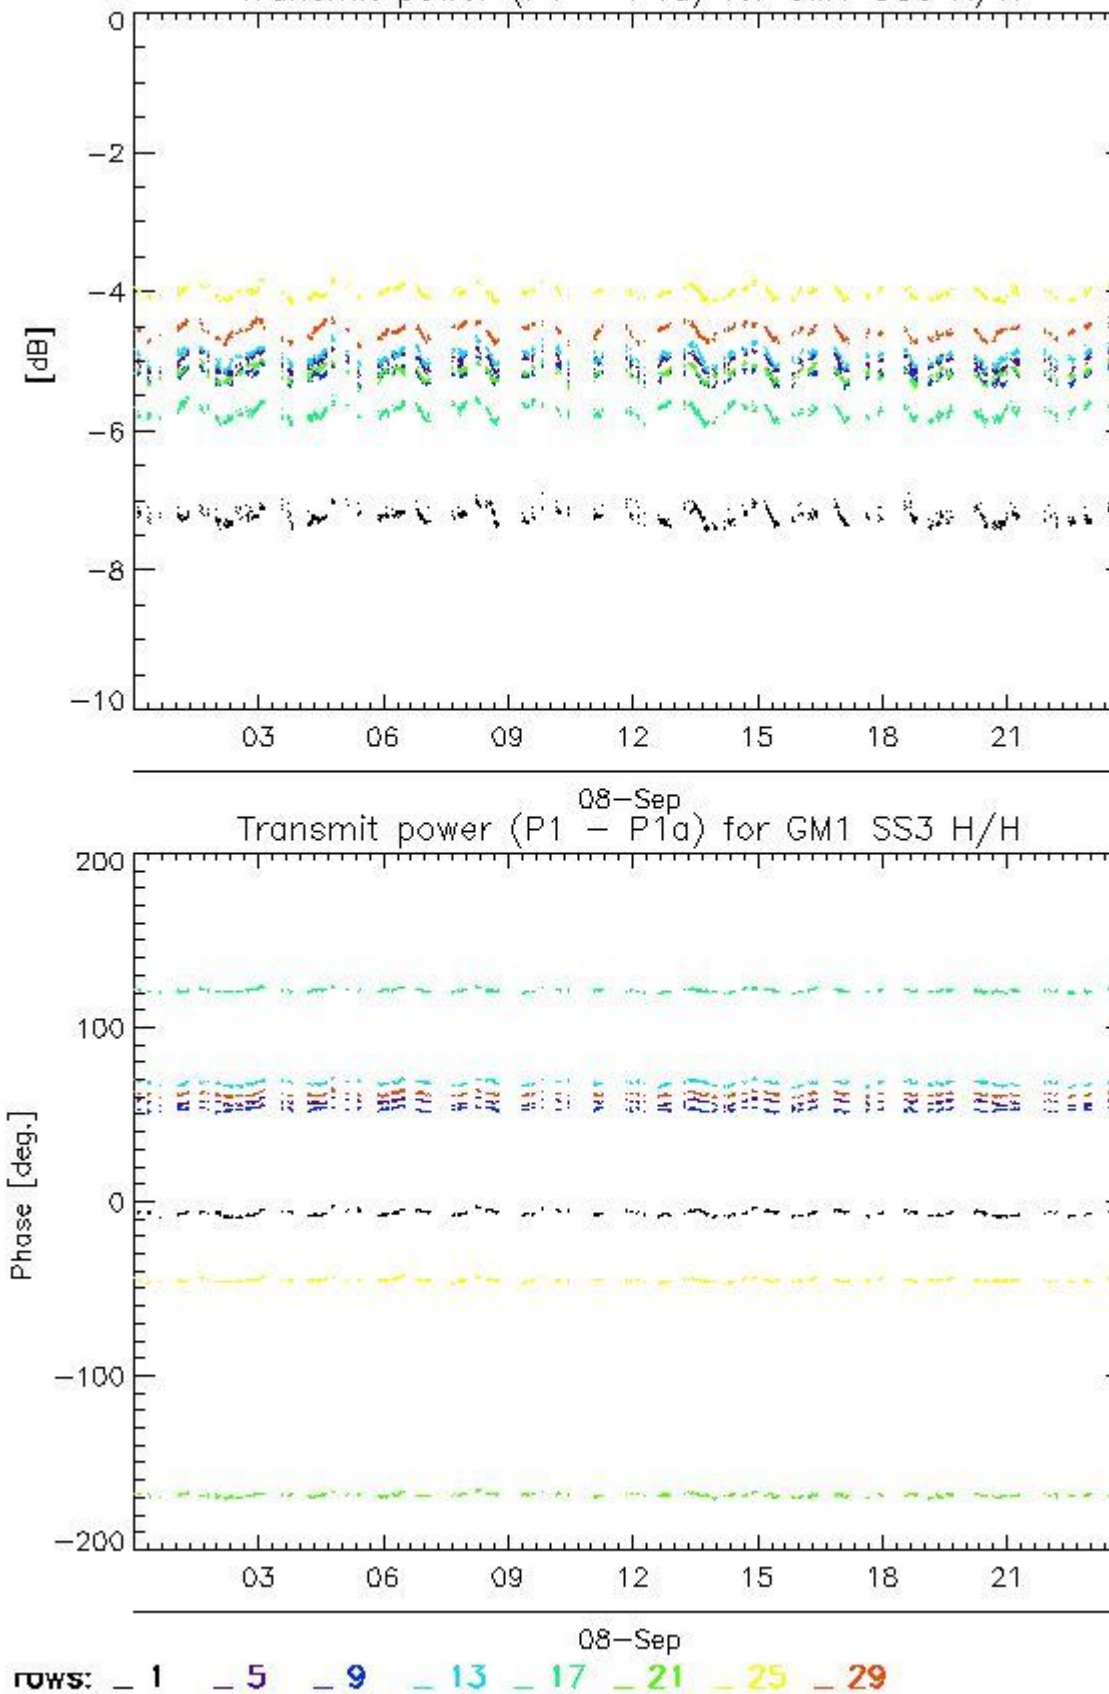 0
−2
−4
[dB]
−6
−8
−10
03 06 09 12 15 18 21
08−Sep
Transmit power (P1 − P1a) for GM1 SS3 H/H
200
100
0
Phase [deg.]
−100
−200
03 06 09 12 15 18 21
08−Sep
rows: _ 1 _ 5 _ 9 _ 13 _ 17 _ 21 _ 25 _ 29